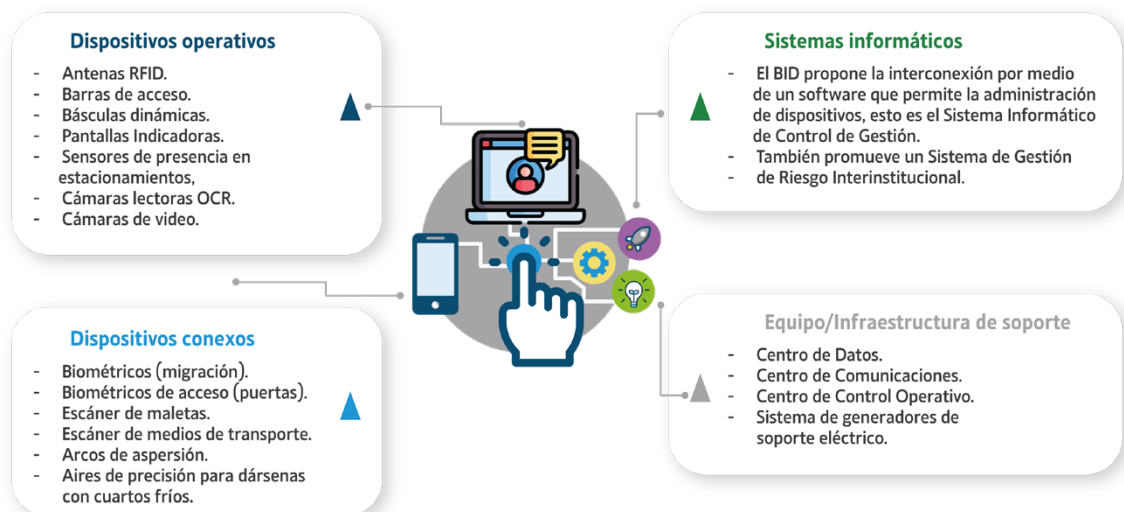 Dispositivos operativos
- Antenas RFID.
- Barras de acceso.
- Básculas dinámicas.
- Pantallas Indicadoras.
- Sensores de presencia en
estacionamientos,
- Cámaras lectoras OCR.
- Cámaras de video.
Sistemas informáticos
- El BID propone la interconexión por medio
de un software que permite la administración
de dispositivos, esto es el Sistema Informático
de Control de Gestión.
- También promueve un Sistema de Gestión
- de Riesgo Interinstitucional.
Dispositivos conexos
- Biométricos (migración).
- Biométricos de acceso (puertas).
- Escáner de maletas.
- Escáner de medios de transporte.
- Arcos de aspersión.
- Aires de precisión para dársenas
con cuartos fríos.
Equipo/Infraestructura de soporte
- Centro de Datos.
- Centro de Comunicaciones.
- Centro de Control Operativo.
- Sistema de generadores de
soporte eléctrico.